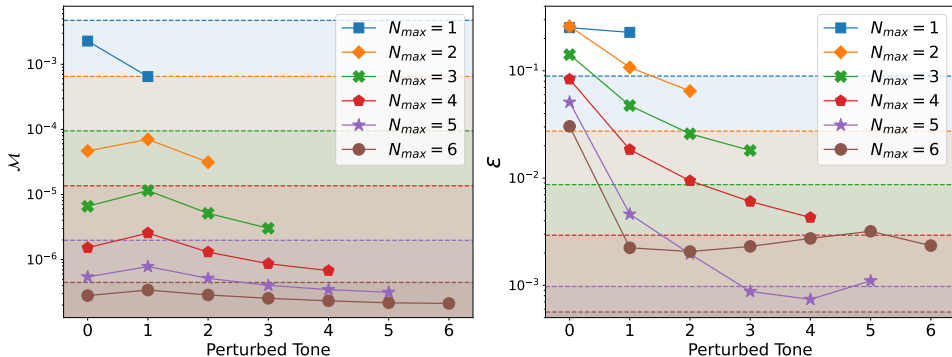 10⁻³
10⁻⁴
10⁻⁵
10⁻⁶
ℳ
0 1 2 3 4 5 6
Perturbed Tone
N_max = 1
N_max = 2
N_max = 3
N_max = 4
N_max = 5
N_max = 6
10⁻¹
10⁻²
10⁻³
ε
0 1 2 3 4 5 6
Perturbed Tone
N_max = 1
N_max = 2
N_max = 3
N_max = 4
N_max = 5
N_max = 6